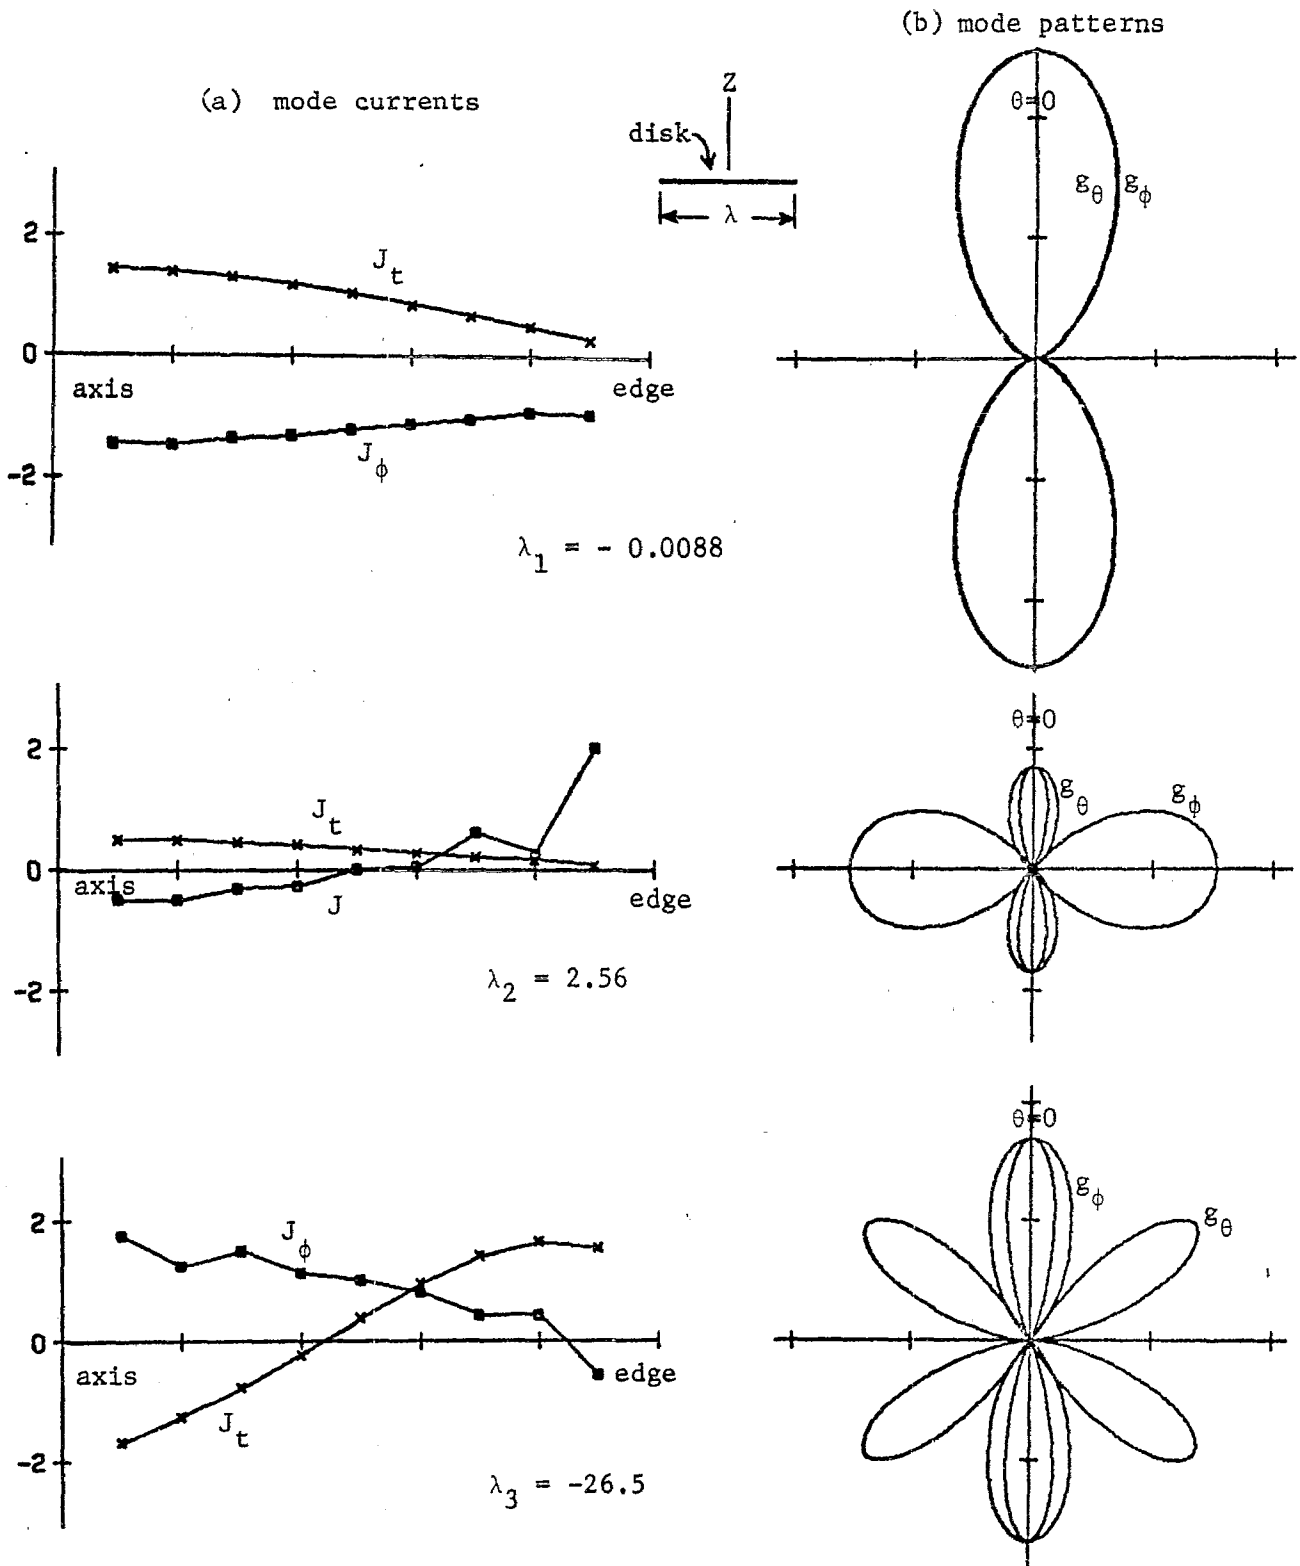 (b) mode patterns
(a) mode currents
Z
disk
λ
θ=0
g_θ g_ϕ
2
0
-2
J_t
axis
edge
J_ϕ
λ_1 = - 0.0088
θ=0
g_θ
g_ϕ
2
0
-2
J_t
axis
edge
J
λ_2 = 2.56
θ=0
g_ϕ
g_θ
2
0
-2
J_ϕ
axis
edge
J_t
λ_3 = -26.5